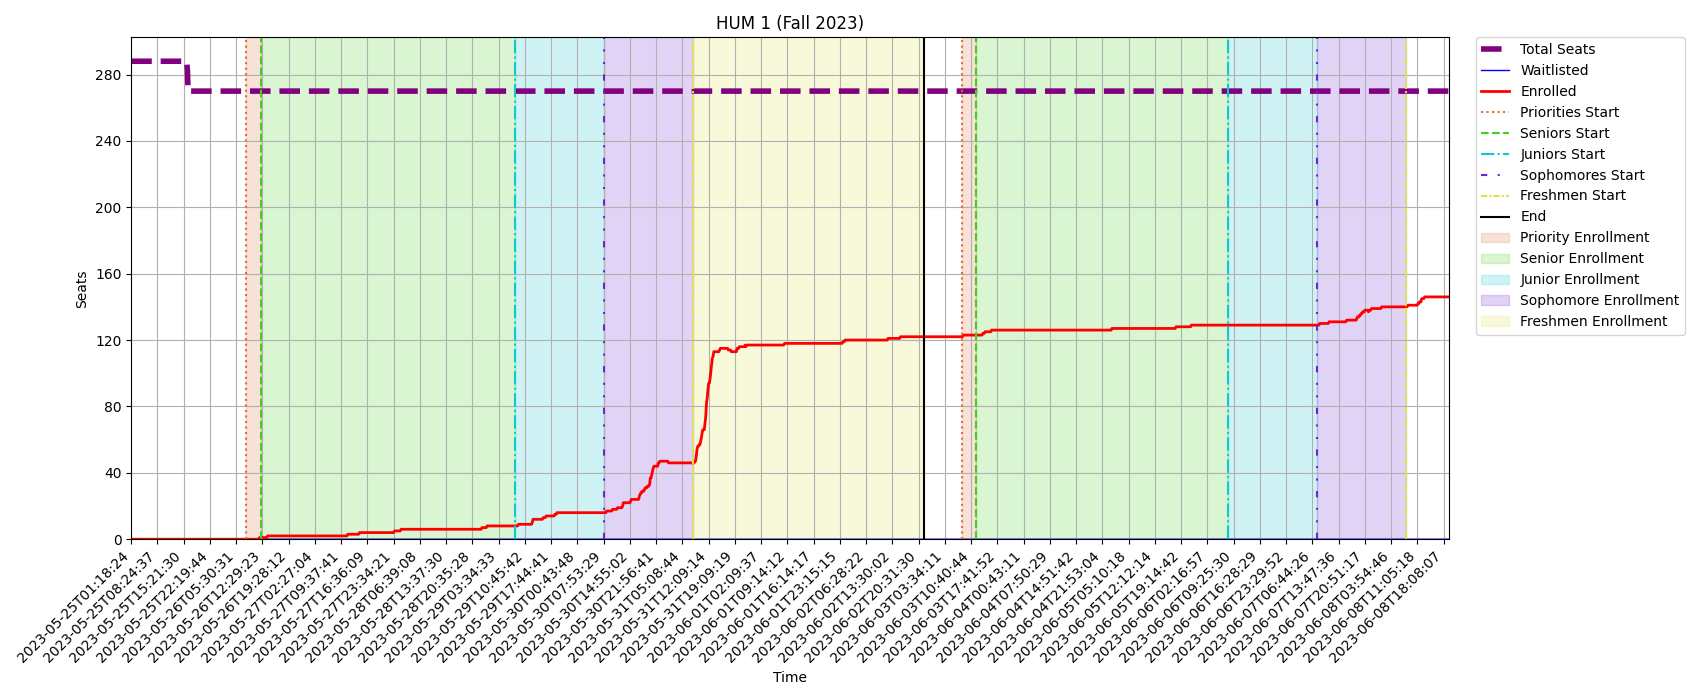 HUM 1 (Fall 2023)
Seats
280
240
200
160
120
80
40
0
2023-05-25T01:18:24
2023-05-25T08:24:37
2023-05-25T15:21:30
2023-05-25T22:19:44
2023-05-26T05:30:31
2023-05-26T12:29:23
2023-05-26T19:28:12
2023-05-27T02:27:04
2023-05-27T09:37:41
2023-05-27T16:36:09
2023-05-27T23:34:21
2023-05-28T06:39:08
2023-05-28T13:37:30
2023-05-28T20:35:28
2023-05-29T03:34:33
2023-05-29T10:45:42
2023-05-29T17:44:41
2023-05-30T00:43:48
2023-05-30T07:53:29
2023-05-30T14:55:02
2023-05-30T21:56:41
2023-05-31T05:08:44
2023-05-31T12:09:14
2023-05-31T19:09:19
2023-06-01T02:09:37
2023-06-01T09:14:12
2023-06-01T16:14:17
2023-06-01T23:15:15
2023-06-02T06:28:22
2023-06-02T13:30:02
2023-06-02T20:31:30
2023-06-03T03:34:11
2023-06-03T10:40:44
2023-06-03T17:41:52
2023-06-04T00:43:11
2023-06-04T07:50:29
2023-06-04T14:51:42
2023-06-04T21:53:04
2023-06-05T05:10:18
2023-06-05T12:12:14
2023-06-05T19:14:42
2023-06-06T02:16:57
2023-06-06T09:25:30
2023-06-06T16:28:29
2023-06-06T23:29:52
2023-06-07T06:44:26
2023-06-07T13:47:36
2023-06-07T20:51:17
2023-06-08T03:54:46
2023-06-08T11:05:18
2023-06-08T18:08:07
Time
Total Seats
Waitlisted
Enrolled
Priorities Start
Seniors Start
Juniors Start
Sophomores Start
Freshmen Start
End
Priority Enrollment
Senior Enrollment
Junior Enrollment
Sophomore Enrollment
Freshmen Enrollment